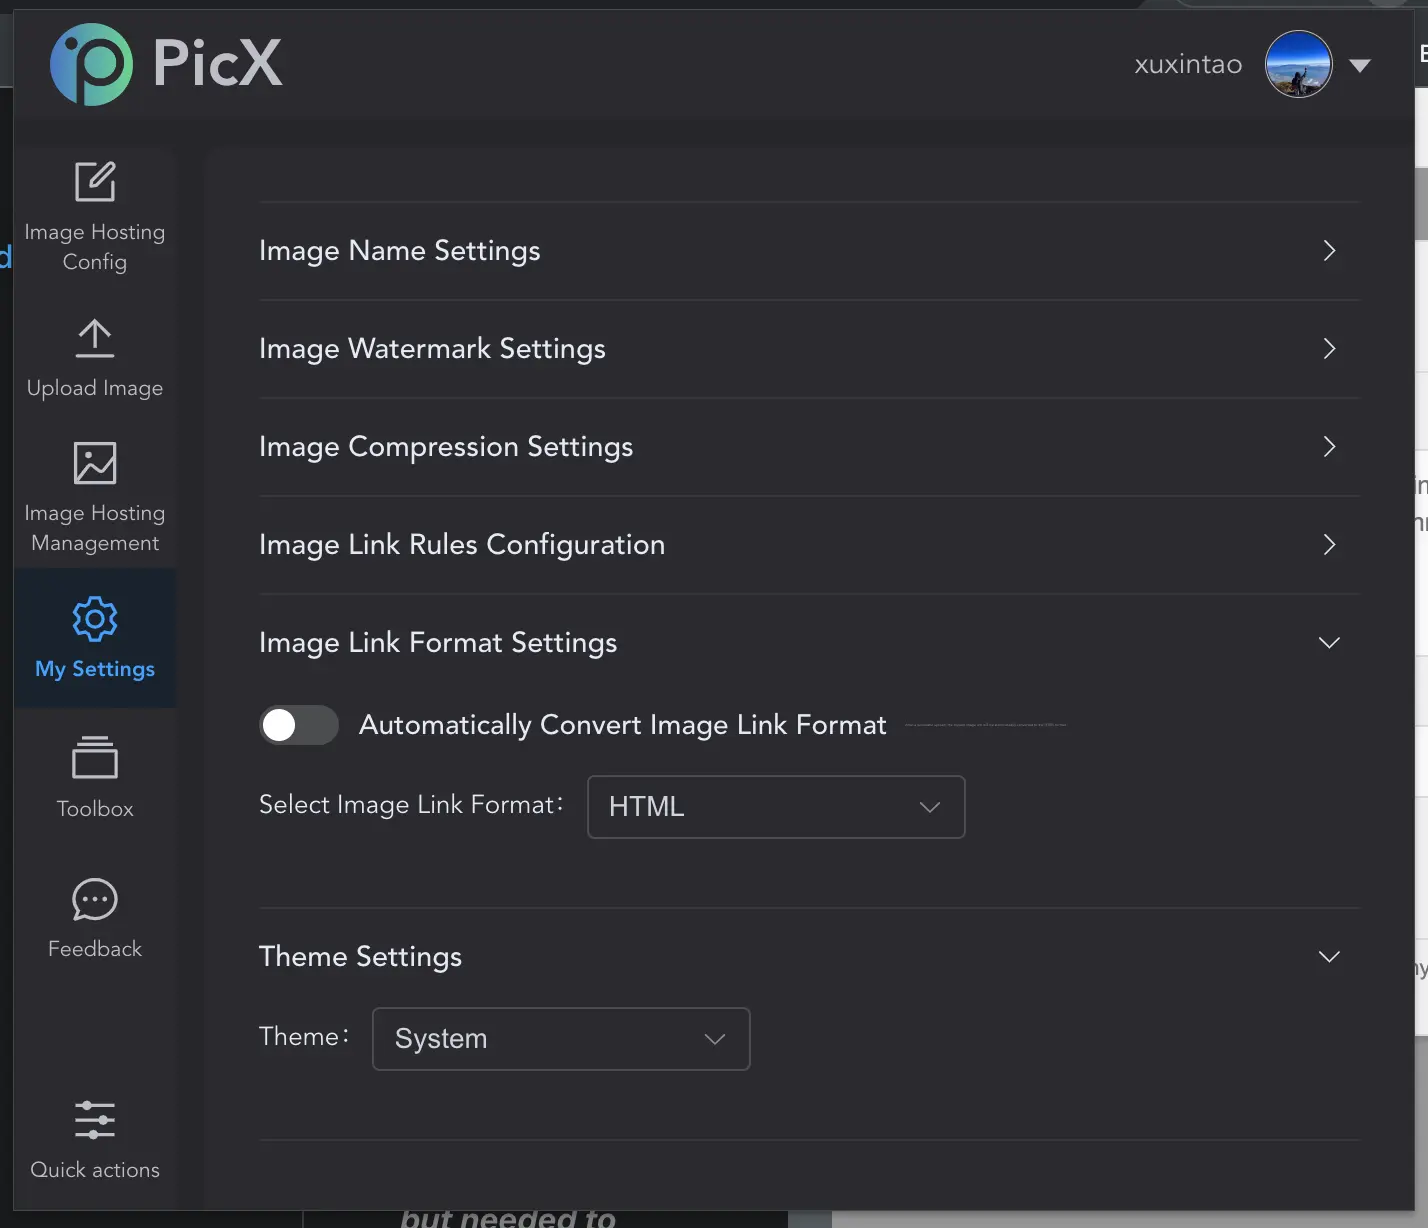 PicX
xuxintao
Image Hosting
Config
Upload Image
Image Hosting
Management
My Settings
Toolbox
Feedback
Quick actions
Image Name Settings
Image Watermark Settings
Image Compression Settings
Image Link Rules Configuration
Image Link Format Settings
Automatically Convert Image Link Format
Select Image Link Format:
HTML
Theme Settings
Theme:
System
but needed to